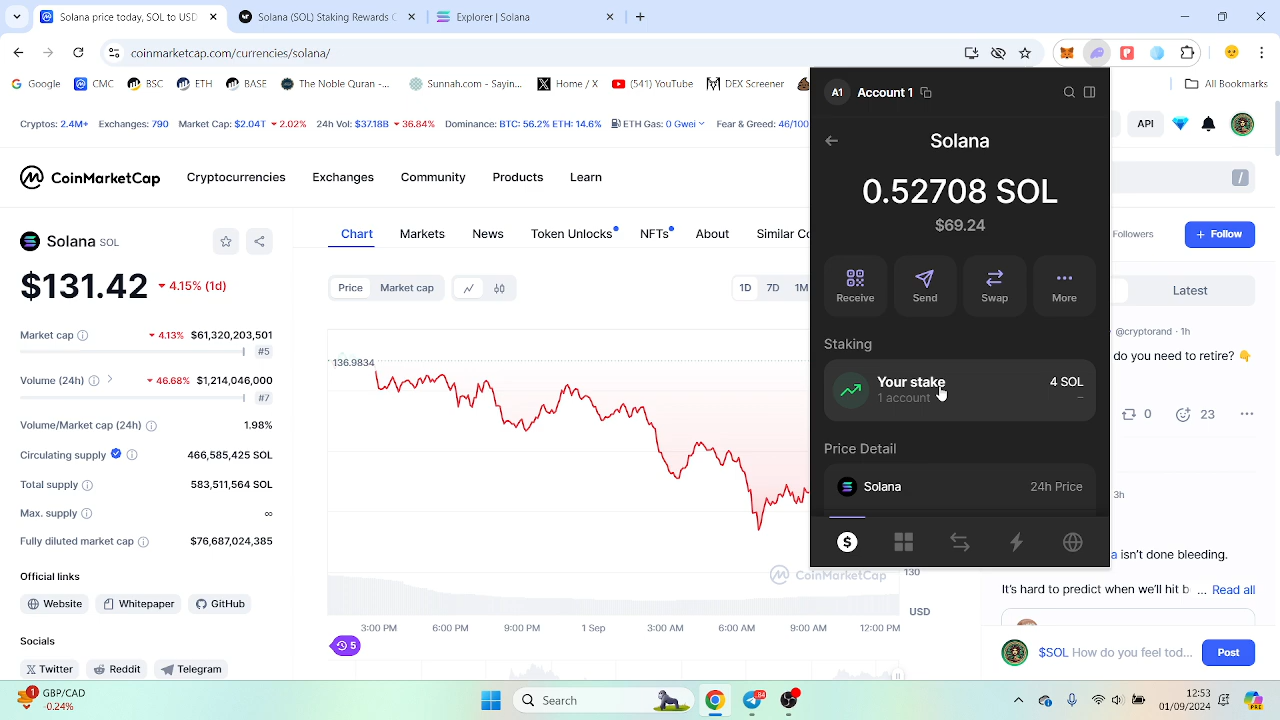 Solana price today, SOL to USD
Solana (SOL) Staking Rewards C
Explorer | Solana
coinmarketcap.com/currencies/solana/
Google
CMC
BSC
ETH
BASE
The Noble Quran -...
Sunnah.com - Sayin...
Home / X
(541) YouTube
DEX Screener
All Bookmarks
Cryptos: 2.4M+ Exchanges: 790 Market Cap: $2.04T 2.02% 24h Vol: $37.18B 36.84% Dominance: BTC: 56.2% ETH: 14.6% ETH Gas: 0 Gwei Fear & Greed: 46/100
API
CoinMarketCap
Cryptocurrencies
Exchanges
Community
Products
Learn
/
Solana SOL
$131.42 4.15% (1d)
Market cap 4.13% $61,320,203,501
#5
Volume (24h) 46.68% $1,214,046,000
#7
Volume/Market cap (24h) 1.98%
Circulating supply 466,585,425 SOL
Total supply 583,511,564 SOL
Max. supply ∞
Fully diluted market cap $76,687,024,385
Official links
Website
Whitepaper
GitHub
Socials
Twitter
Reddit
Telegram
Chart
Markets
News
Token Unlocks
NFTs
About
Similar Co
Price
Market cap
1D
7D
1M
136.9834
130
CoinMarketCap
USD
3:00 PM
6:00 PM
9:00 PM
1 Sep
3:00 AM
6:00 AM
9:00 AM
12:00 PM
5
A1
Account 1
Solana
0.52708 SOL
$69.24
Receive
Send
Swap
More
Staking
Your stake
4 SOL
1 account
–
Price Detail
Solana
24h Price
Followers
+ Follow
Latest
@cryptorand · 1h
do you need to retire?
0
23
3h
isn't done bleeding.
It's hard to predict when we'll hit b ... Read all
$SOL How do you feel tod...
Post
1
GBP/CAD
-0.24%
Search
84
12:53
01/09/2024